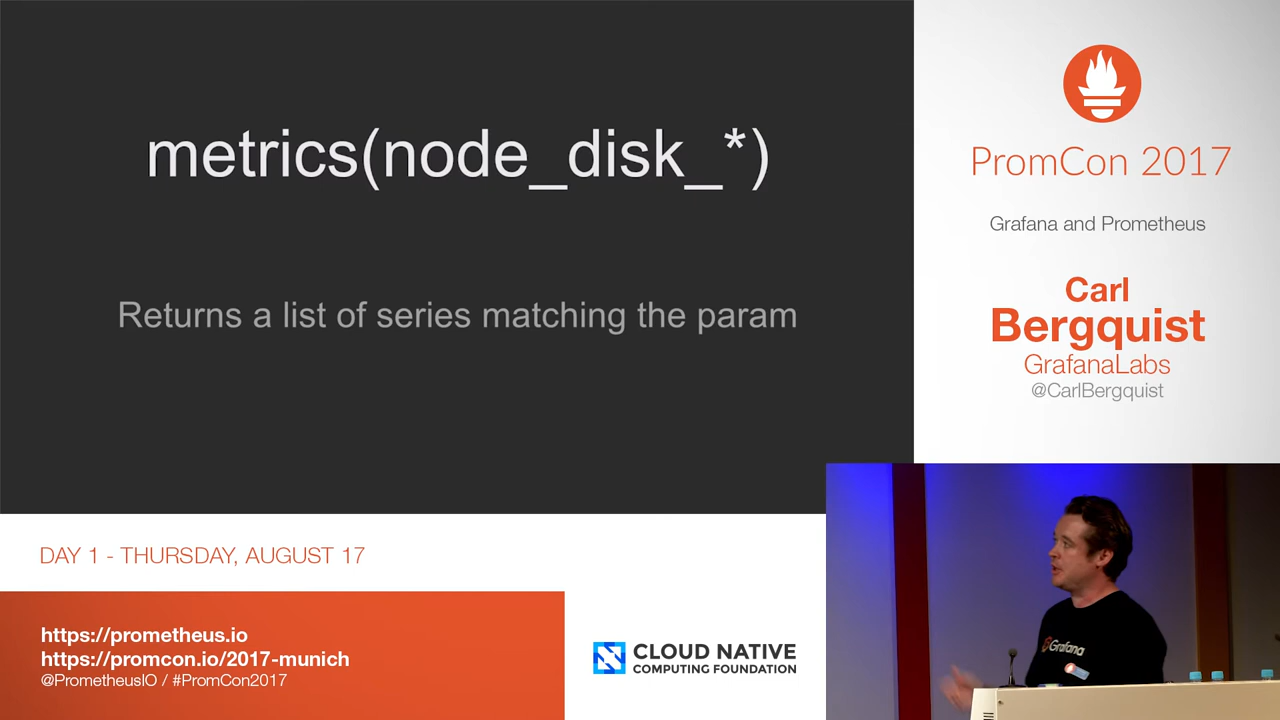 metrics(node_disk_*)
Returns a list of series matching the param
PromCon 2017
Grafana and Prometheus
Carl
Bergquist
GrafanaLabs
@CarlBergquist
DAY 1 - THURSDAY, AUGUST 17
https://prometheus.io
https://promcon.io/2017-munich
@PrometheusIO / #PromCon2017
CLOUD NATIVE
COMPUTING FOUNDATION
Grafana